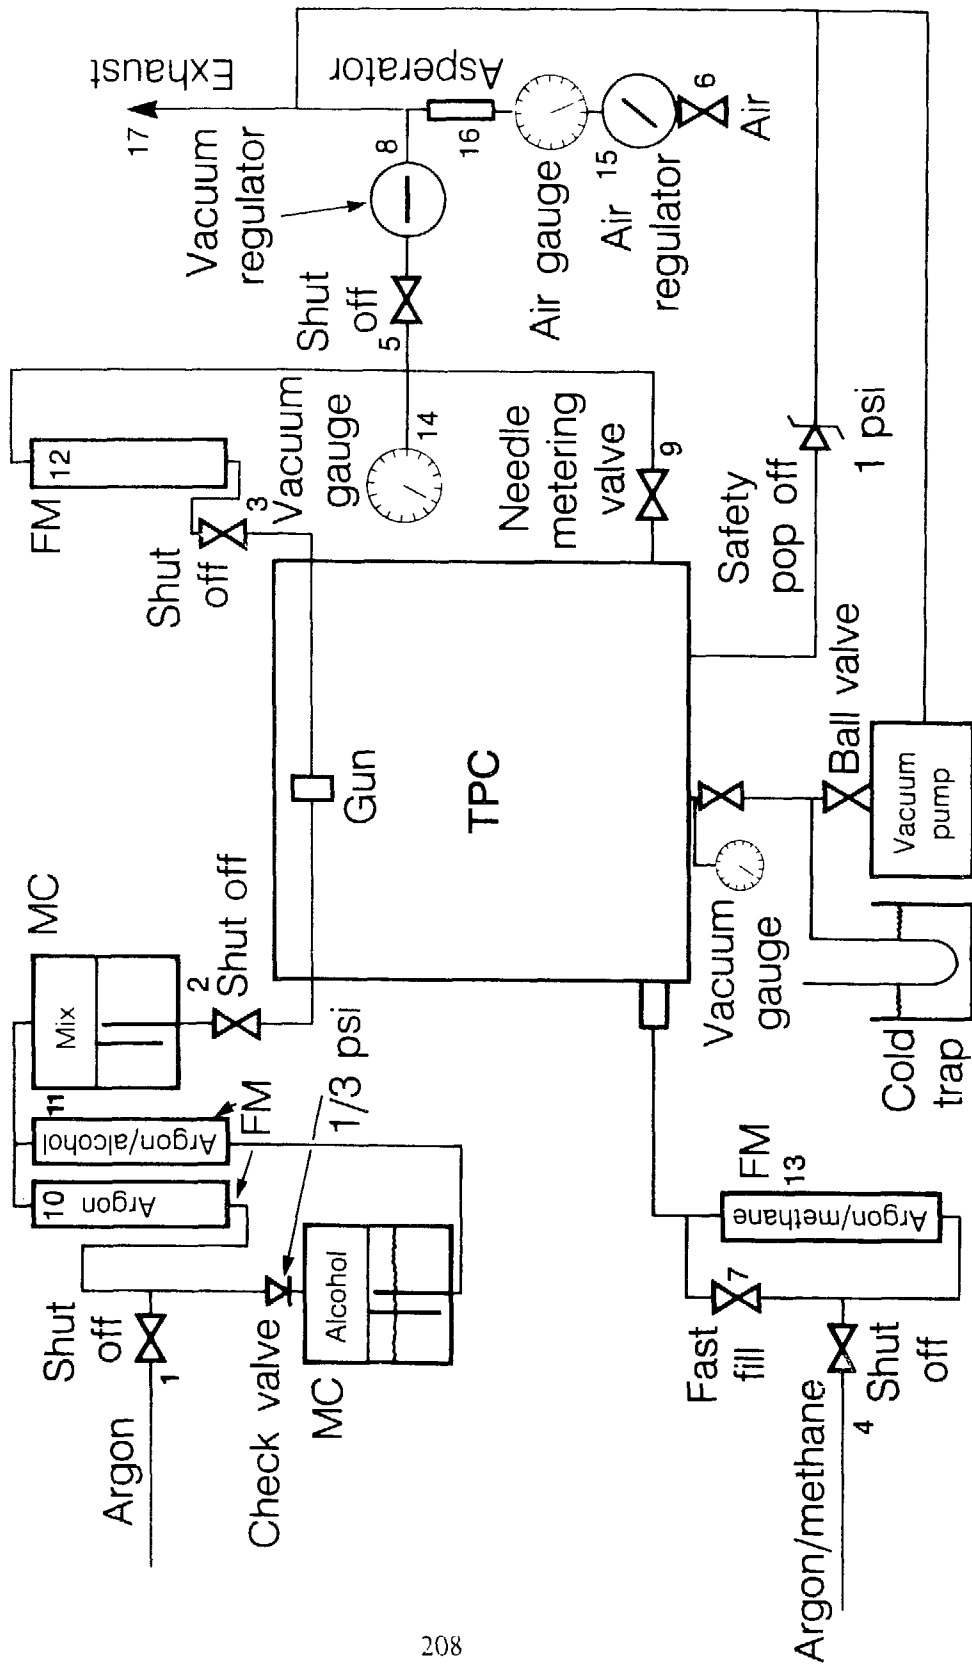 Argon
1
Shut
off
10
Argon
11
Argon/alcohol
FM
Mix
MC
2
Shut off
Check valve
1/3 psi
Alcohol
MC
Gun
TPC
Shut
off
3
FM
12
Vacuum
gauge
14
Shut
off
5
Vacuum
regulator
8
17
Exhaust
Asperator
16
Air gauge
15
Air
regulator
6
Air
Needle
metering
valve
9
Safety
pop off
1 psi
Ball valve
Vacuum
pump
Vacuum
gauge
Cold
trap
FM
13
Argon/methane
Fast
fill
7
Shut
off
Argon/methane
4
208